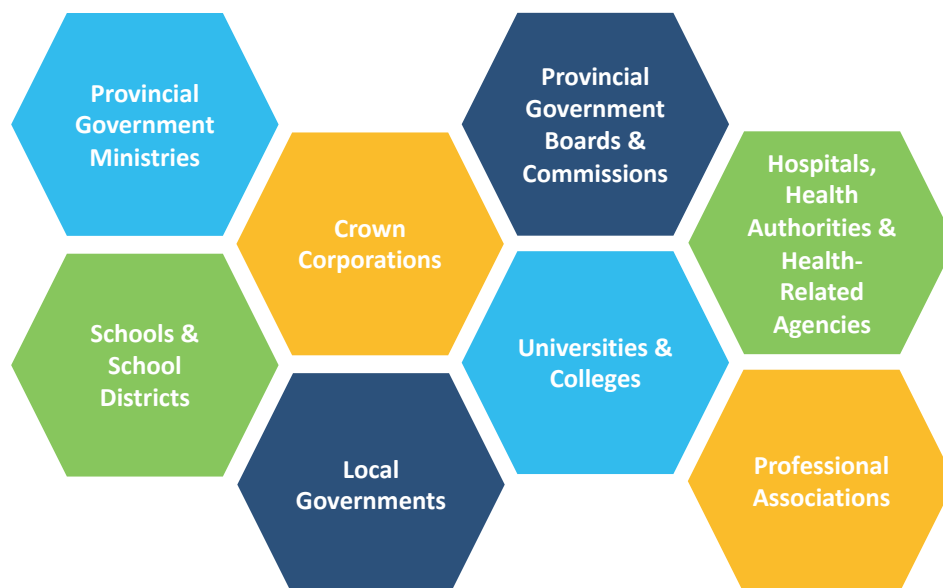 Provincial
Government
Ministries
Provincial
Government
Boards &
Commissions
Crown
Corporations
Hospitals,
Health
Authorities &
Health-
Related
Agencies
Schools &
School
Districts
Universities &
Colleges
Local
Governments
Professional
Associations